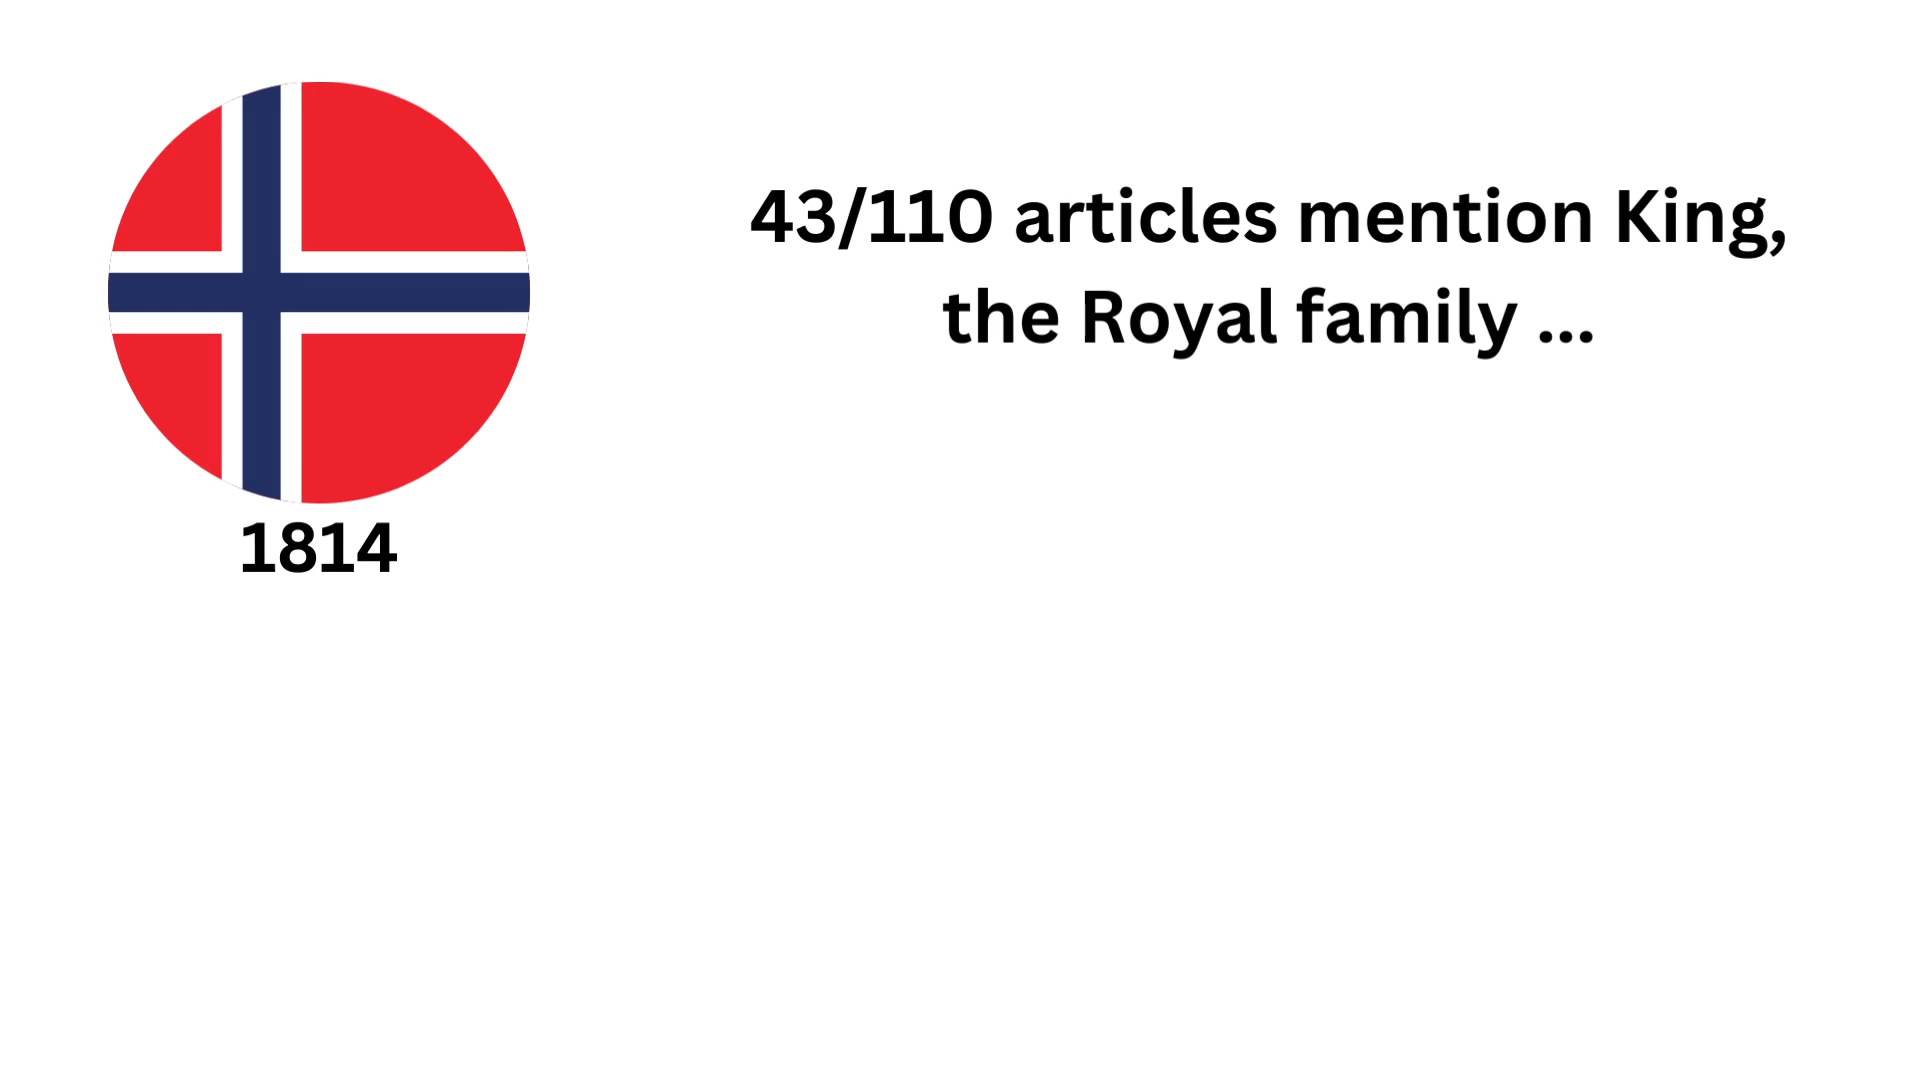 43/110 articles mention King,
the Royal family ...
1814